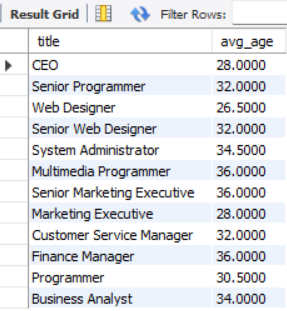 Result Grid Filter Rows:
title avg_age
CEO 28.0000
Senior Programmer 32.0000
Web Designer 26.5000
Senior Web Designer 32.0000
System Administrator 34.5000
Multimedia Programmer 36.0000
Senior Marketing Executive 36.0000
Marketing Executive 28.0000
Customer Service Manager 32.0000
Finance Manager 36.0000
Programmer 30.5000
Business Analyst 34.0000